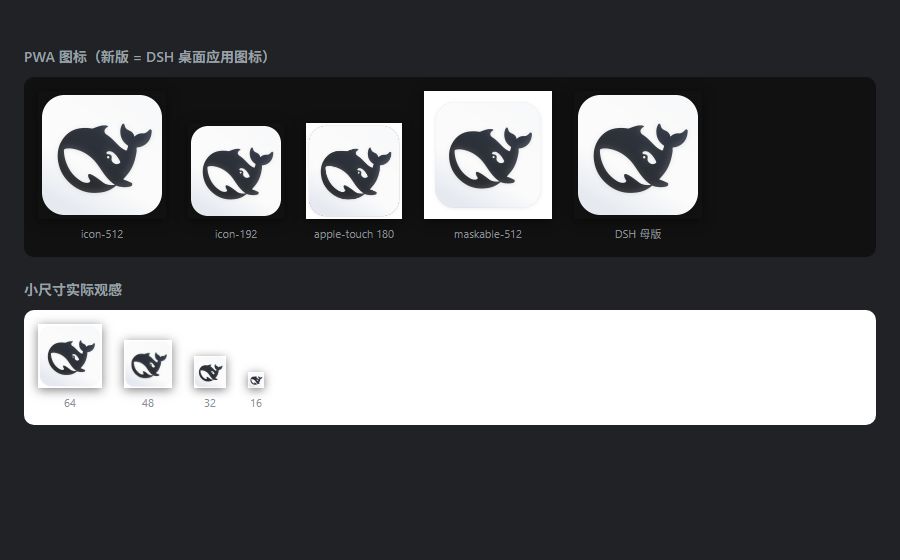 PWA 图标（新版 = DSH 桌面应用图标）
icon-512
icon-192
apple-touch 180
maskable-512
DSH 母版
小尺寸实际观感
64
48
32
16